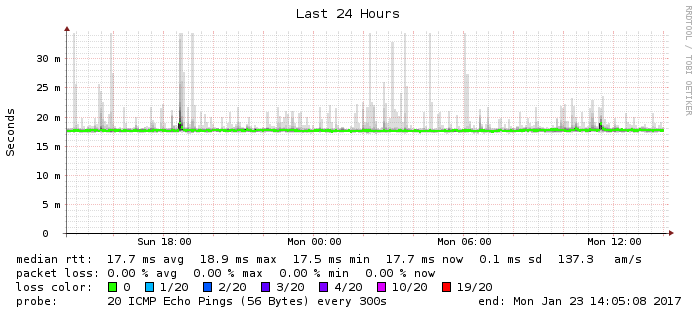 Last 24 Hours
RRDTOOL / TOBI OETIKER
Seconds
30 m
25 m
20 m
15 m
10 m
5 m
0
Sun 18:00 Mon 00:00 Mon 06:00 Mon 12:00
median rtt: 17.7 ms avg 18.9 ms max 17.5 ms min 17.7 ms now 0.1 ms sd 137.3 am/s
packet loss: 0.00 % avg 0.00 % max 0.00 % min 0.00 % now
loss color: 0 1/20 2/20 3/20 4/20 10/20 19/20
probe: 20 ICMP Echo Pings (56 Bytes) every 300s end: Mon Jan 23 14:05:08 2017